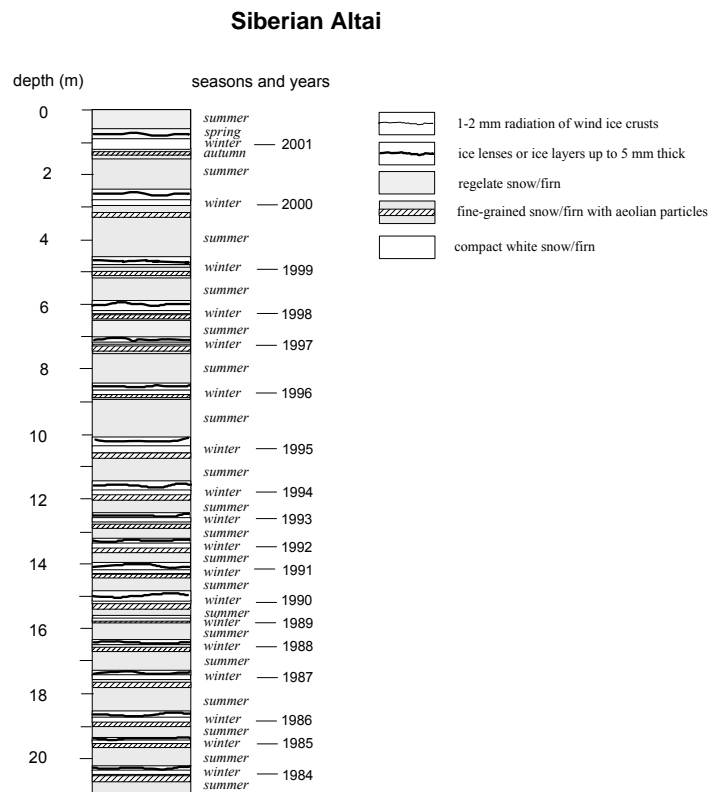 Siberian Altai
depth (m)
seasons and years
0
summer
spring
winter 2001
autumn
2
summer
winter 2000
4
summer
winter 1999
summer
6
winter 1998
summer
winter 1997
8
summer
winter 1996
summer
10
winter 1995
summer
12
winter 1994
summer
winter 1993
summer
winter 1992
14
summer
winter 1991
summer
winter 1990
summer
winter 1989
16
summer
winter 1988
summer
winter 1987
18
summer
winter 1986
summer
winter 1985
20
summer
winter 1984
summer
1-2 mm radiation of wind ice crusts
ice lenses or ice layers up to 5 mm thick
regelate snow/firn
fine-grained snow/firn with aeolian particles
compact white snow/firn